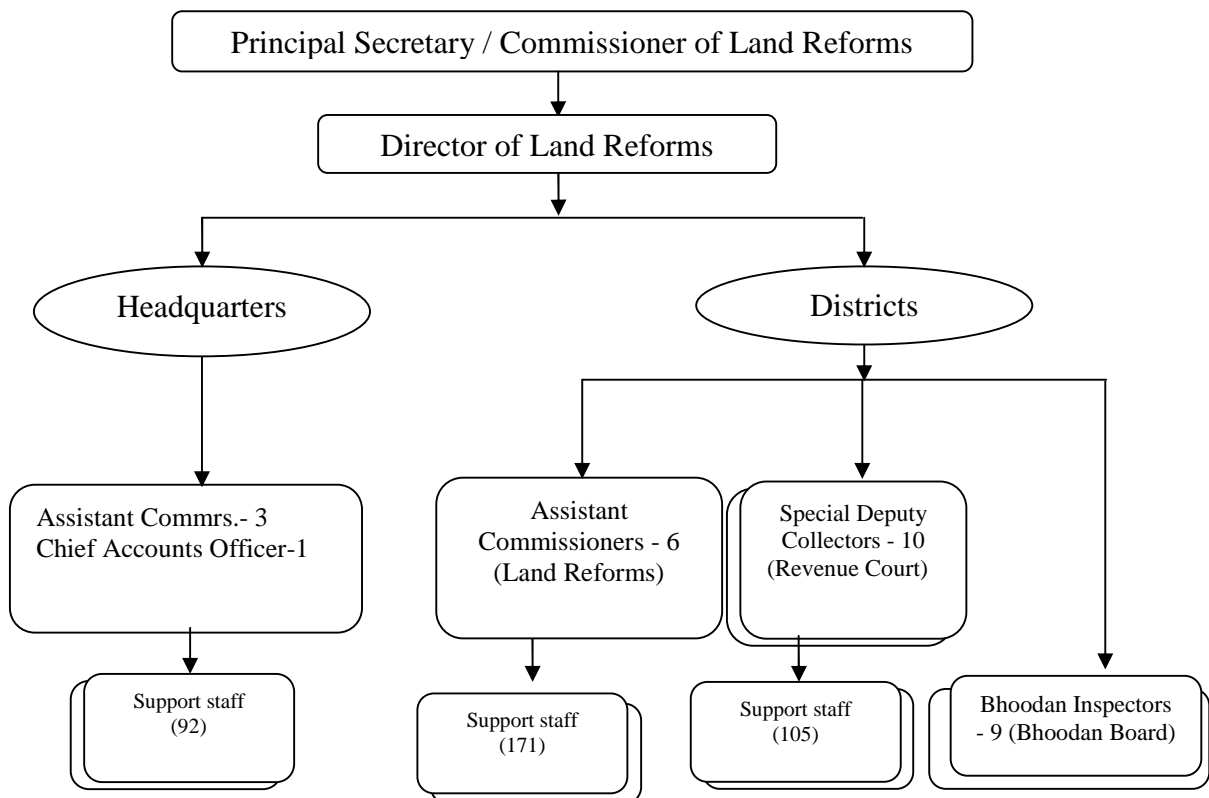 Principal Secretary / Commissioner of Land Reforms
Director of Land Reforms
Headquarters
Districts
Assistant Commrs.- 3
Chief Accounts Officer-1
Assistant
Commissioners - 6
(Land Reforms)
Special Deputy
Collectors - 10
(Revenue Court)
Support staff
(92)
Support staff
(171)
Support staff
(105)
Bhoodan Inspectors
- 9 (Bhoodan Board)